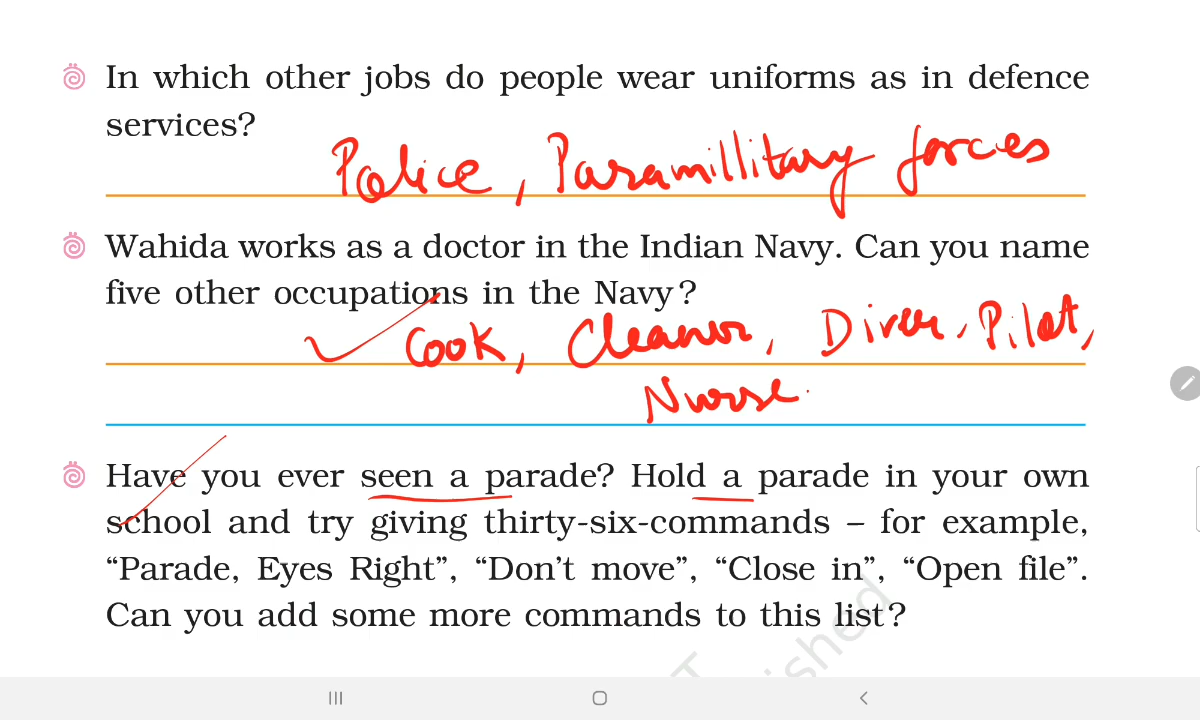 In which other jobs do people wear uniforms as in defence
services?
Police, Paramillitary forces
Wahida works as a doctor in the Indian Navy. Can you name
five other occupations in the Navy?
Cook, Cleaner, Diver, Pilot,
Nurse.
Have you ever seen a parade? Hold a parade in your own
school and try giving thirty-six-commands – for example,
“Parade, Eyes Right”, “Don’t move”, “Close in”, “Open file”.
Can you add some more commands to this list?